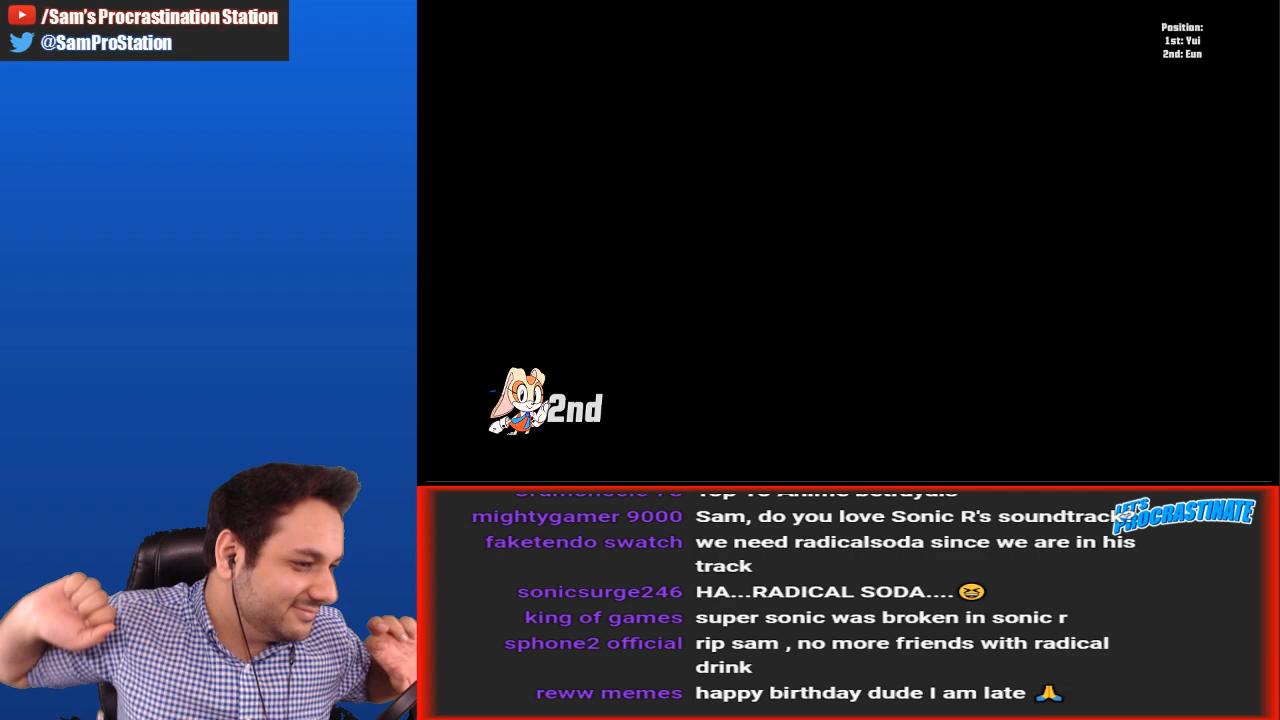 /Sam's Procrastination Station
@SamProStation
Position:
1st: Yui
2nd: Eun
2nd
mightygamer 9000 Sam, do you love Sonic R's soundtrack?
LET'S PROCRASTINATE
faketendo swatch we need radicalsoda since we are in his
track
sonicsurge246 HA...RADICAL SODA....😆
king of games super sonic was broken in sonic r
sphone2 official rip sam , no more friends with radical
drink
reww memes happy birthday dude I am late 🙏